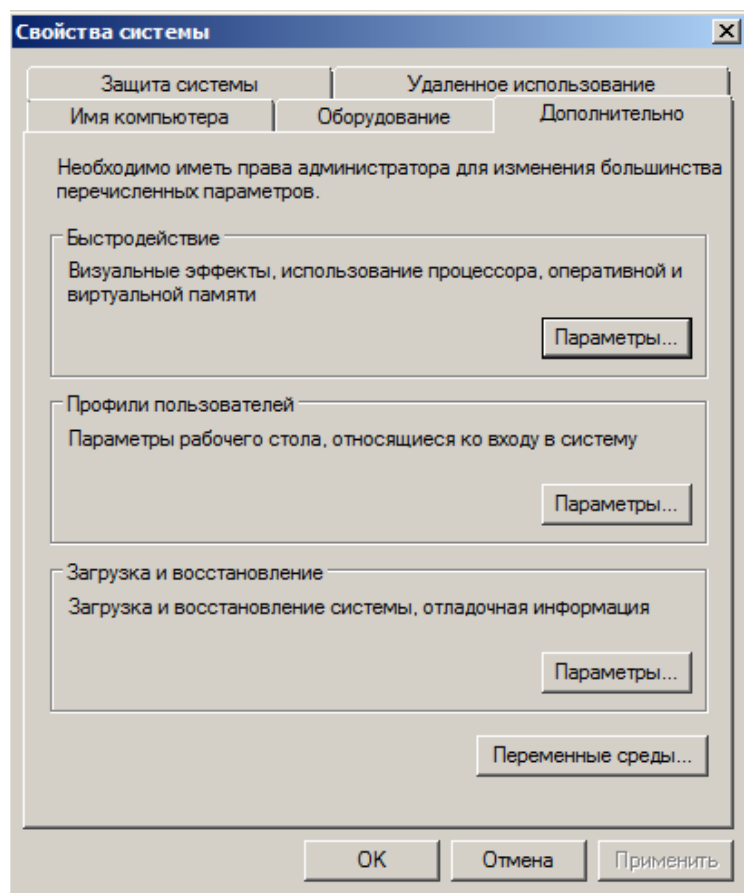 Свойства системы
Защита системы
Удаленное использование
Имя компьютера
Оборудование
Дополнительно
Необходимо иметь права администратора для изменения большинства
перечисленных параметров.
Быстродействие
Визуальные эффекты, использование процессора, оперативной и
виртуальной памяти
Параметры...
Профили пользователей
Параметры рабочего стола, относящиеся ко входу в систему
Параметры...
Загрузка и восстановление
Загрузка и восстановление системы, отладочная информация
Параметры...
Переменные среды...
OK
Отмена
Применить